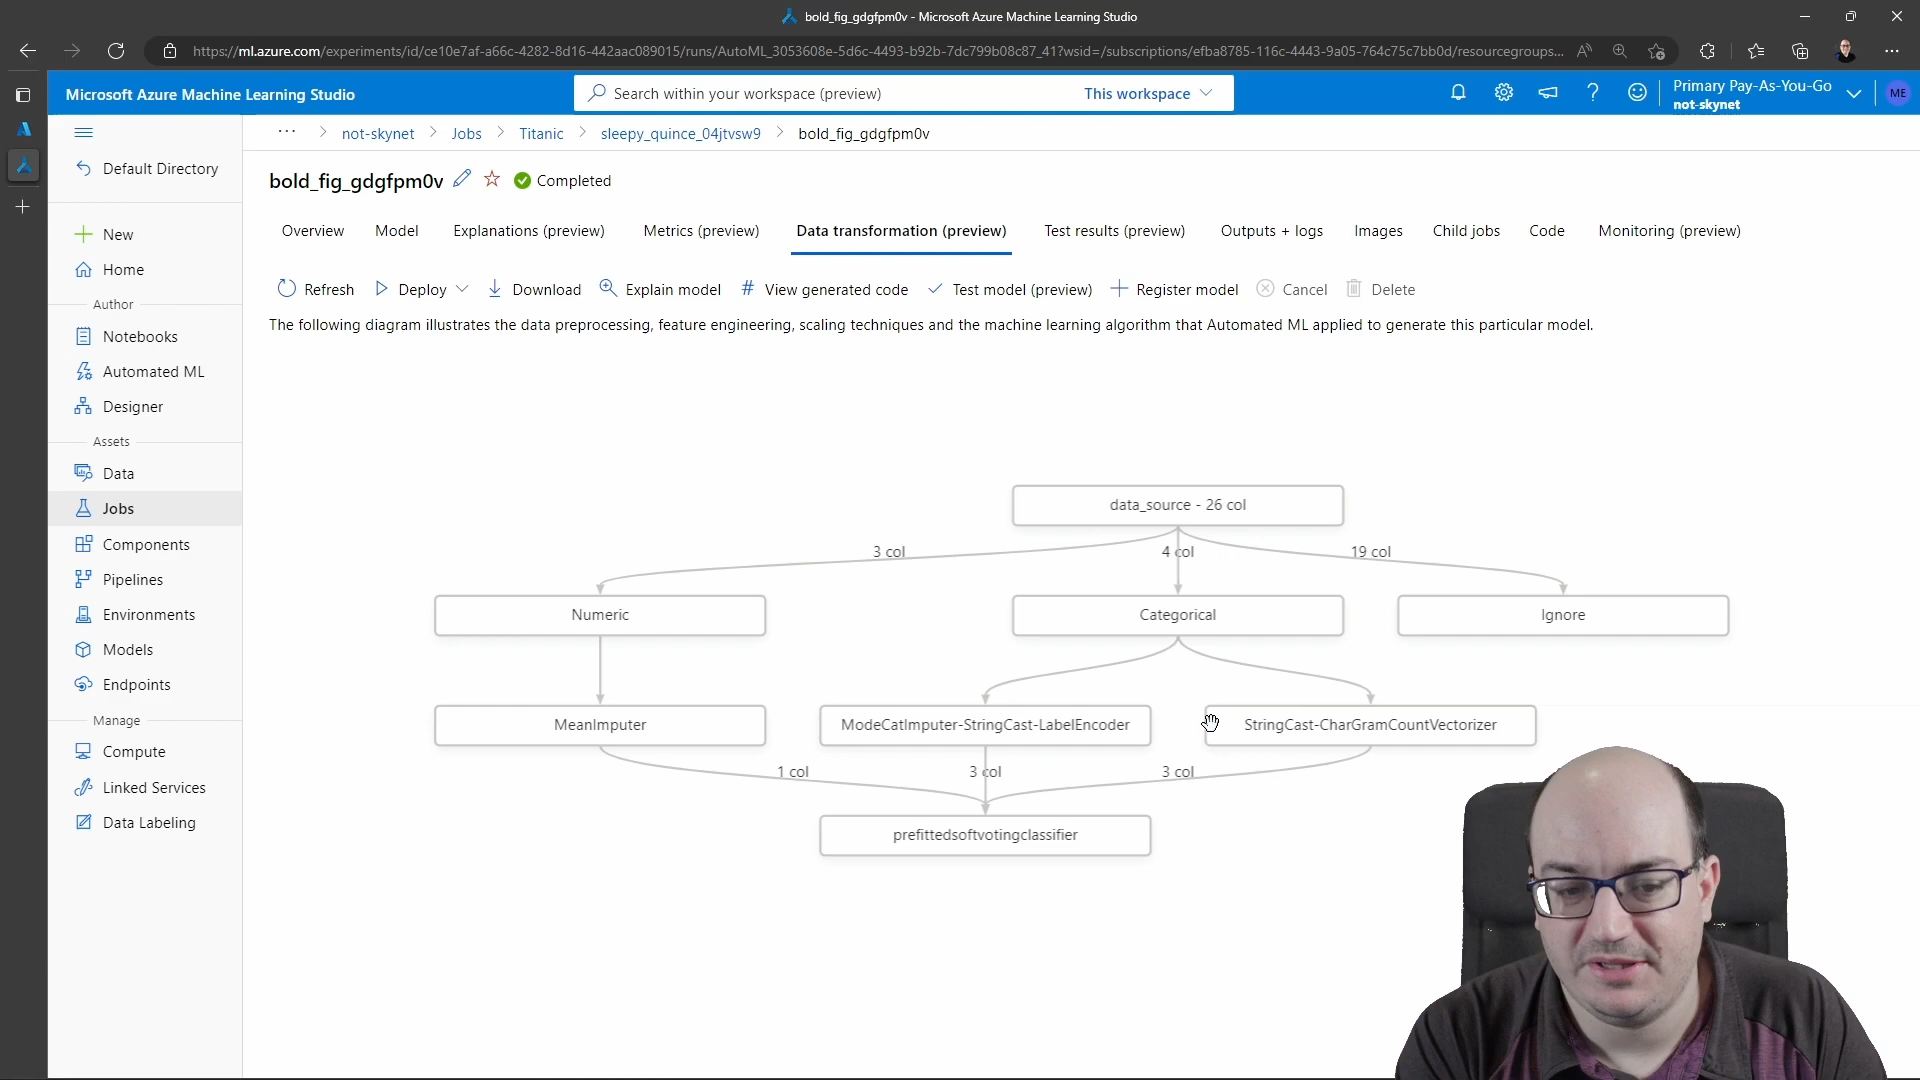 bold_fig_gdgfpm0v - Microsoft Azure Machine Learning Studio
https://ml.azure.com/experiments/id/ce10e7af-a66c-4282-8d16-442aac089015/runs/AutoML_3053608e-5d6c-4493-b92b-7dc799b08c87_41?wsid=/subscriptions/efba8785-116c-4443-9a05-764c75c7bb0d/resourcegroups...
Microsoft Azure Machine Learning Studio
Search within your workspace (preview)
This workspace
Primary Pay-As-You-Go
not-skynet
ME
... > not-skynet > Jobs > Titanic > sleepy_quince_04jtvsw9 > bold_fig_gdgfpm0v
Default Directory
New
Home
Author
Notebooks
Automated ML
Designer
Assets
Data
Jobs
Components
Pipelines
Environments
Models
Endpoints
Manage
Compute
Linked Services
Data Labeling
bold_fig_gdgfpm0v
Completed
Overview
Model
Explanations (preview)
Metrics (preview)
Data transformation (preview)
Test results (preview)
Outputs + logs
Images
Child jobs
Code
Monitoring (preview)
Refresh
Deploy
Download
Explain model
View generated code
Test model (preview)
Register model
Cancel
Delete
The following diagram illustrates the data preprocessing, feature engineering, scaling techniques and the machine learning algorithm that Automated ML applied to generate this particular model.
data_source - 26 col
3 col
4 col
19 col
Numeric
Categorical
Ignore
MeanImputer
ModeCatImputer-StringCast-LabelEncoder
StringCast-CharGramCountVectorizer
1 col
3 col
3 col
prefittedsoftvotingclassifier